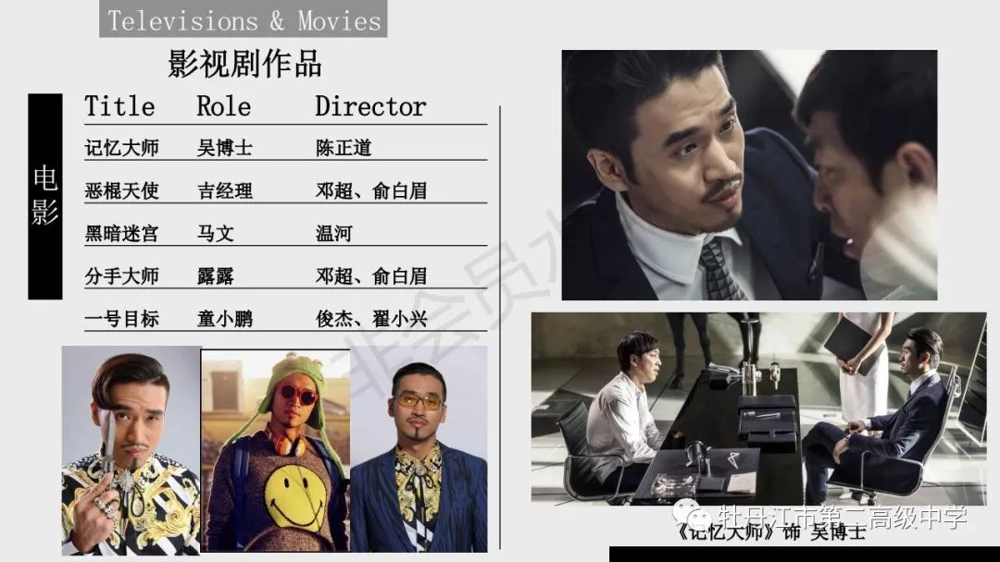 Televisions & Movies
影视剧作品
电影
Title Role Director
记忆大师 吴博士 陈正道
恶棍天使 吉经理 邓超、俞白眉
黑暗迷宫 马文 温河
分手大师 露露 邓超、俞白眉
一号目标 童小鹏 俊杰、翟小兴
非会员水
牡丹江市第二高级中学
《记忆大师》饰 吴博士